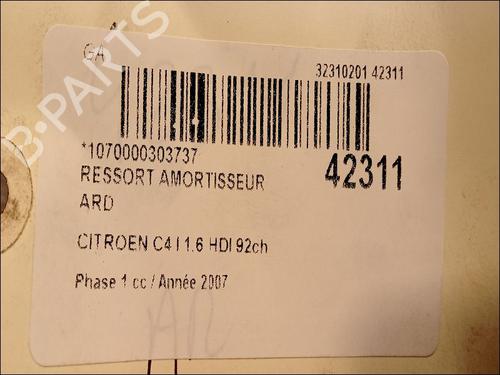 B-PARTS
GA
32310201 42311
*1070000303737
42311
RESSORT AMORTISSEUR
ARD
CITROEN C4 I 1.6 HDI 92ch
Phase 1 cc / Année 2007